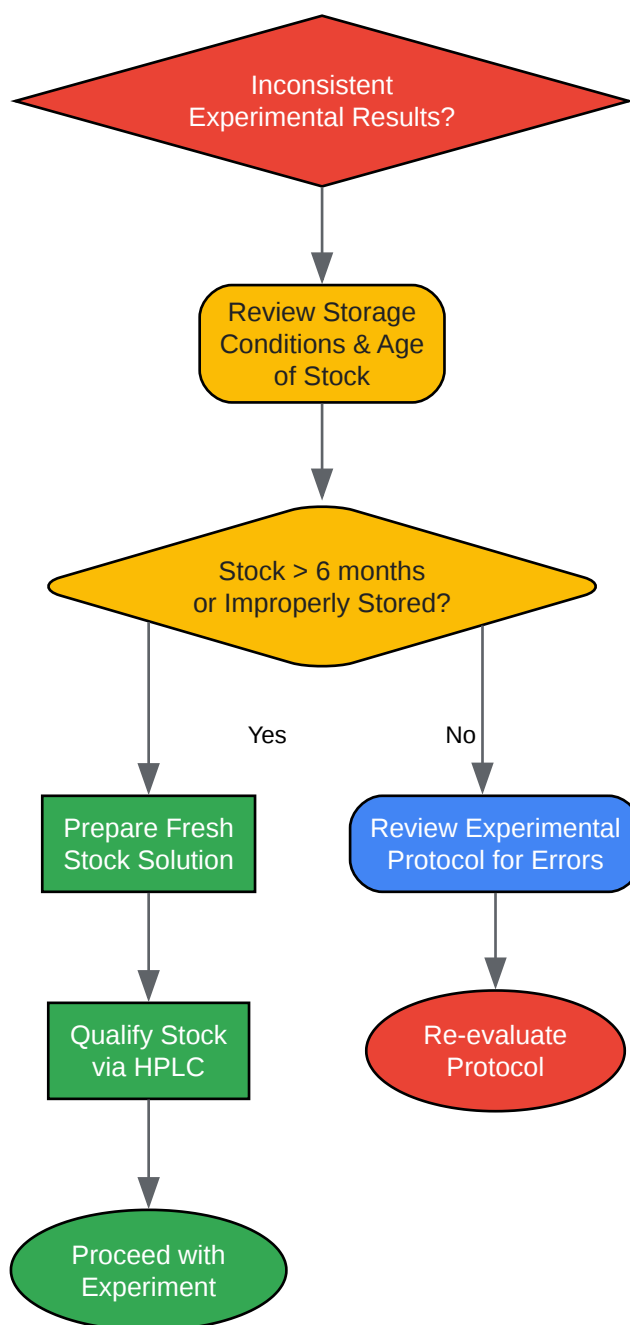 Inconsistent
Experimental Results?
Review Storage
Conditions & Age
of Stock
Stock > 6 months
or Improperly Stored?
Yes
No
Prepare Fresh
Stock Solution
Review Experimental
Protocol for Errors
Qualify Stock
via HPLC
Re-evaluate
Protocol
Proceed with
Experiment